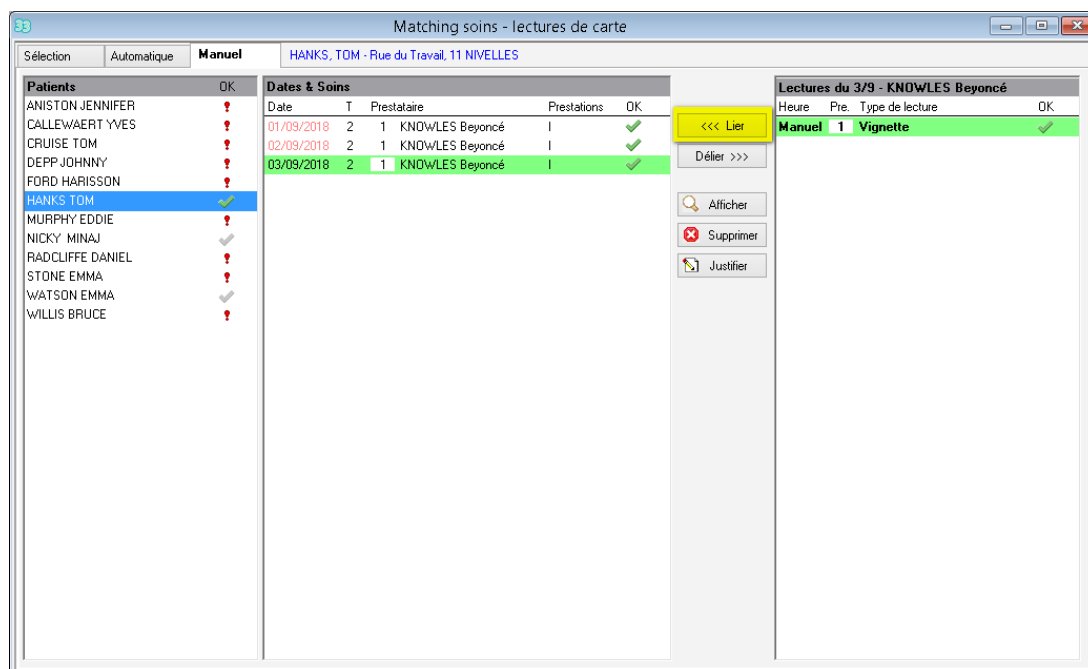 33 Matching soins - lectures de carte
Sélection Automatique Manuel HANKS, TOM - Rue du Travail, 11 NIVELLES
Patients OK
ANISTON JENNIFER
CALLEWAERT YVES
CRUISE TOM
DEPP JOHNNY
FORD HARISSON
HANKS TOM
MURPHY EDDIE
NICKY MINAJ
RADCLIFFE DANIEL
STONE EMMA
WATSON EMMA
WILLIS BRUCE
Dates & Soins
Date T Prestataire Prestations OK
01/09/2018 2 1 KNOWLES Beyoncé I
02/09/2018 2 1 KNOWLES Beyoncé I
03/09/2018 2 1 KNOWLES Beyoncé I
<<< Lier
Délier >>>
Afficher
Supprimer
Justifier
Lectures du 3/9 - KNOWLES Beyoncé
Heure Pre. Type de lecture OK
Manuel 1 Vignette